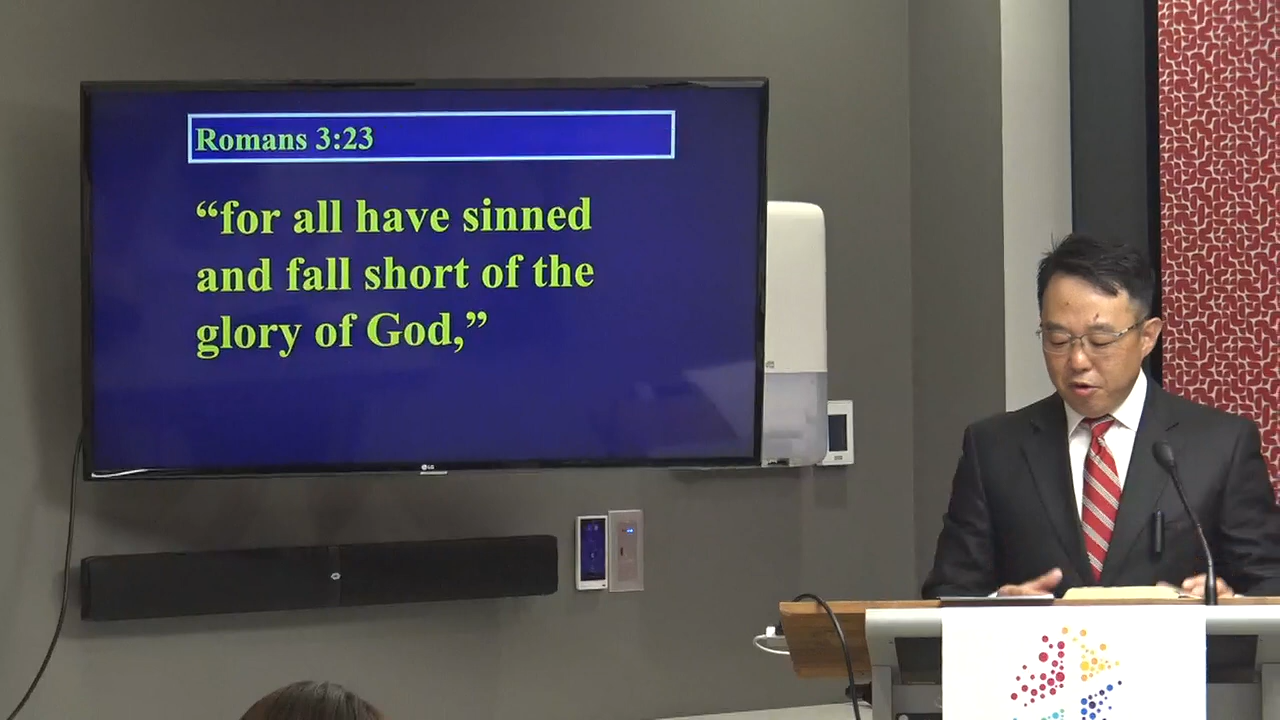 Romans 3:23
“for all have sinned
and fall short of the
glory of God,”
LG